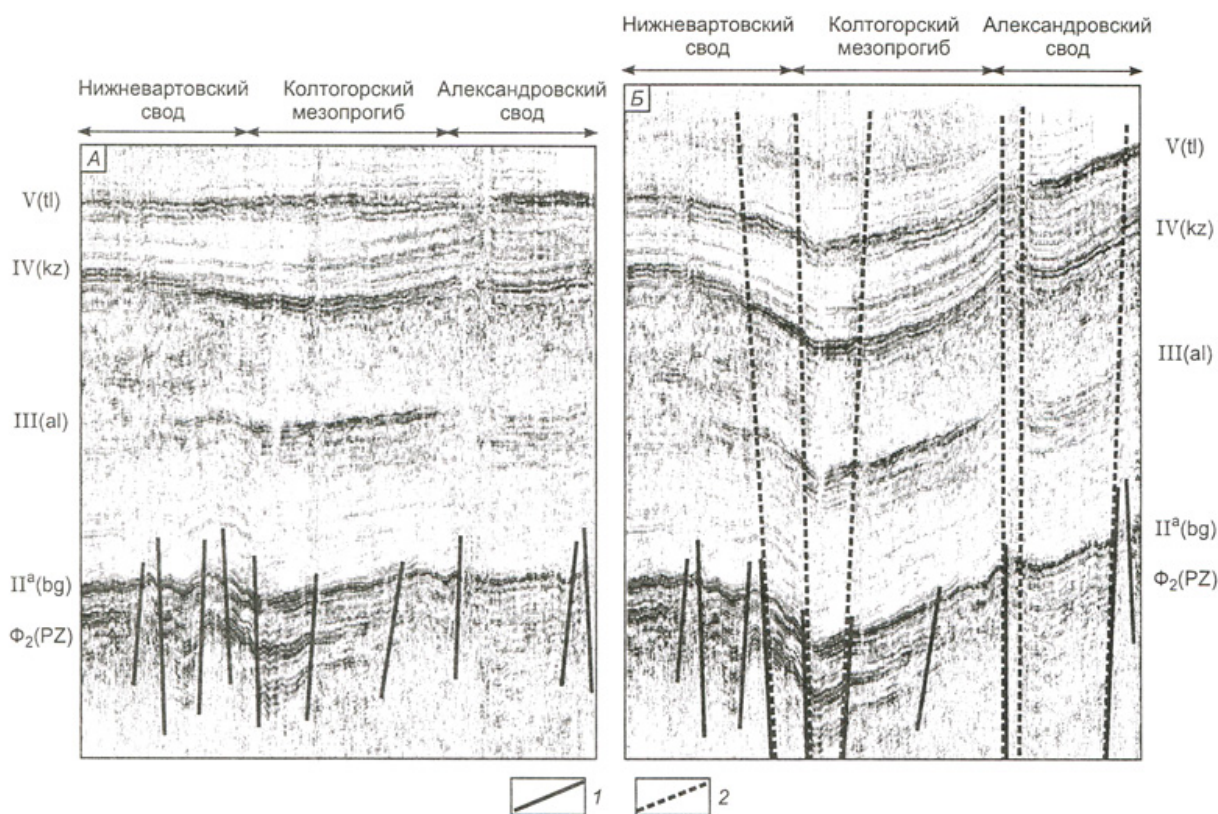 Нижневартовский
свод
Колтогорский
мезопрогиб
Александровский
свод
А
V(tl)
IV(kz)
III(al)
IIᵃ(bg)
Ф₂(PZ)
Нижневартовский
свод
Колтогорский
мезопрогиб
Александровский
свод
Б
V(tl)
IV(kz)
III(al)
IIᵃ(bg)
Ф₂(PZ)
1
2